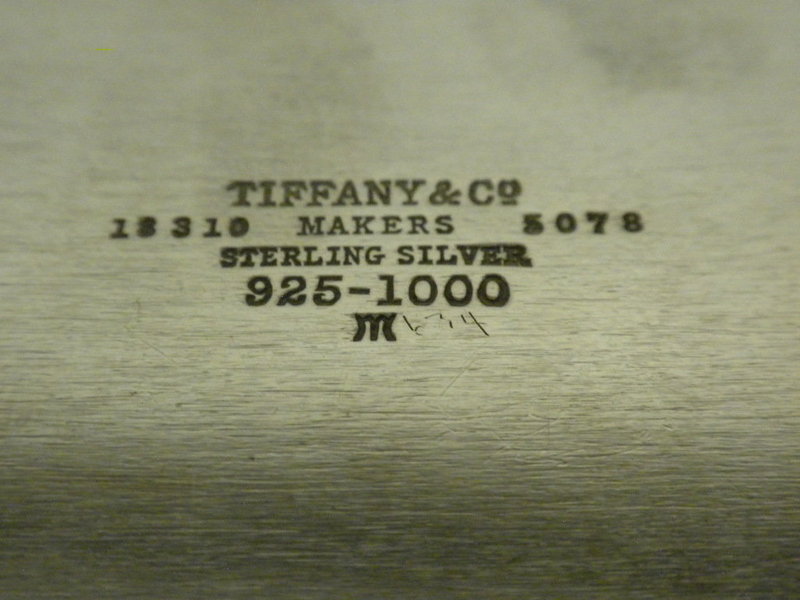 TIFFANY & Co
18310 MAKERS 5078
STERLING SILVER
925-1000
M